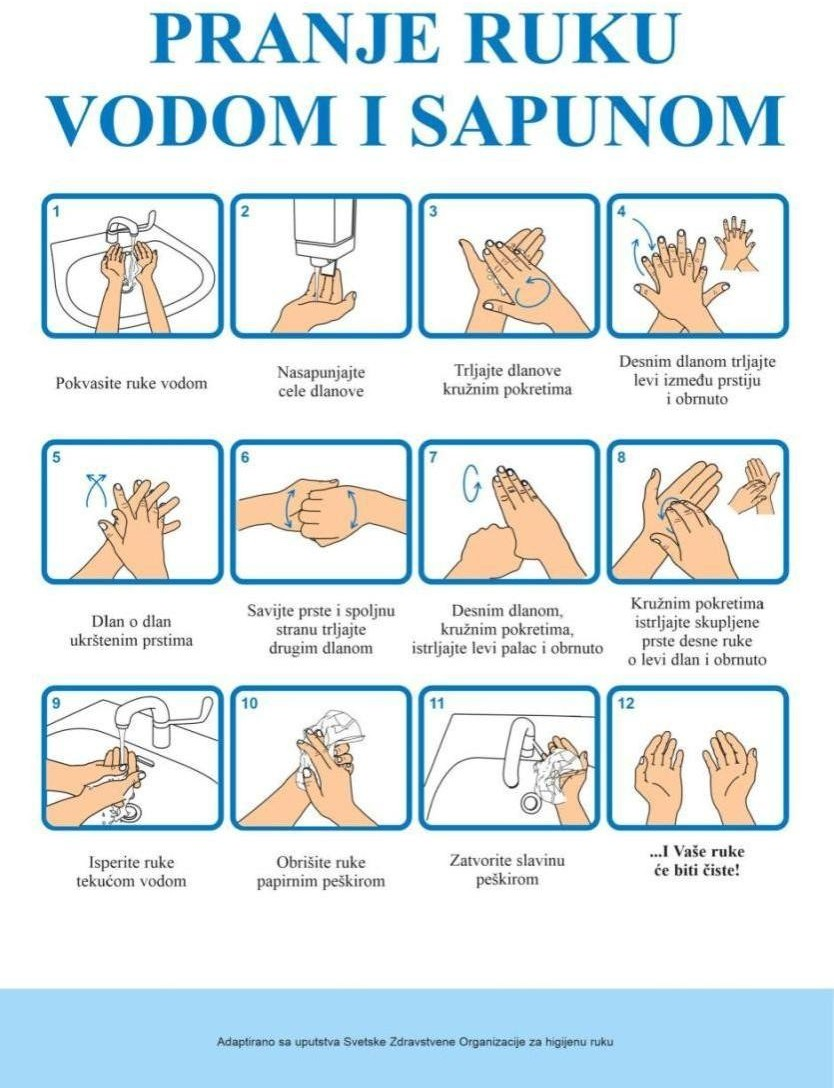 PRANJE RUKU
VODOM I SAPUNOM
1
2
3
4
Pokvasite ruke vodom
Nasapunjajte
cele dlanove
Trljajte dlanove
kružnim pokretima
Desnim dlanom trljajte
levi između prstiju
i obrnuto
5
6
7
8
Dlan o dlan
ukrštenim prstima
Savijte prste i spoljnu
stranu trljajte
drugim dlanom
Desnim dlanom,
kružnim pokretima,
istrljajte levi palac i obrnuto
Kružnim pokretima
istrljajte skupljene
prste desne ruke
o levi dlan i obrnuto
9
10
11
12
Isperite ruke
tekućom vodom
Obrišite ruke
papirnim peškirom
Zatvorite slavinu
peškirom
...I Vaše ruke
će biti čiste!
Adaptirano sa uputstva Svetske Zdravstvene Organizacije za higijenu ruku